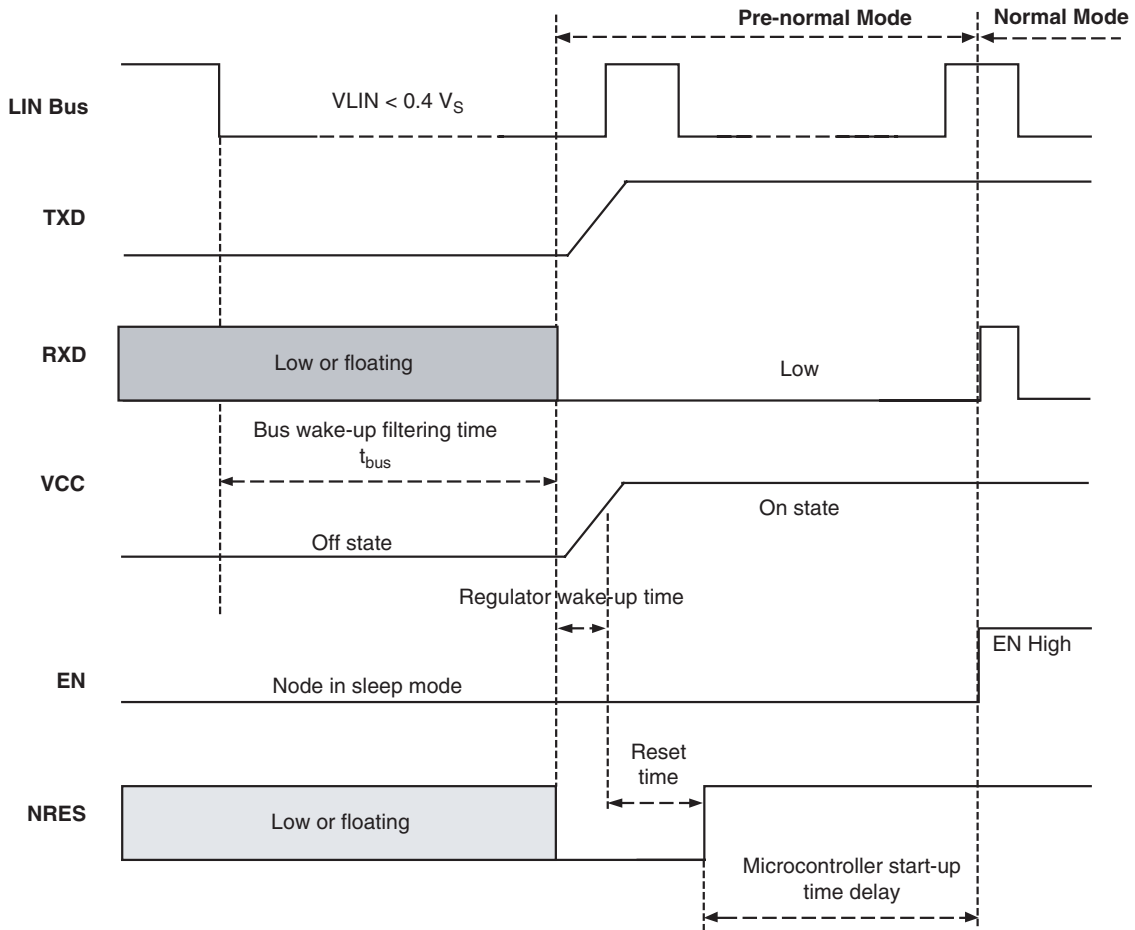 Pre-normal Mode
Normal Mode
LIN Bus
VLIN < 0.4 VS
TXD
RXD
Low or floating
Low
Bus wake-up filtering time
tbus
VCC
On state
Off state
Regulator wake-up time
EN High
EN
Node in sleep mode
Reset
time
NRES
Low or floating
Microcontroller start-up
time delay